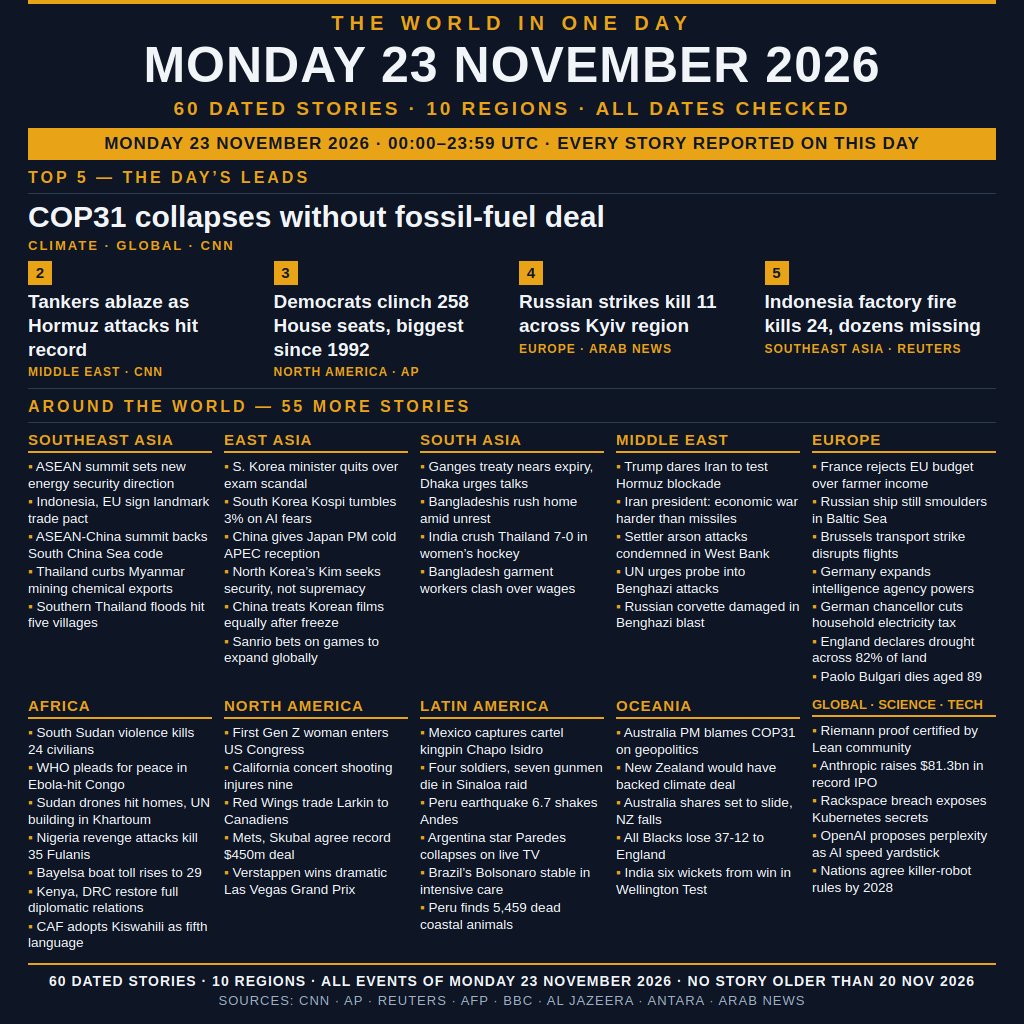 THE WORLD IN ONE DAY
MONDAY 23 NOVEMBER 2026
60 DATED STORIES · 10 REGIONS · ALL DATES CHECKED
MONDAY 23 NOVEMBER 2026 · 00:00–23:59 UTC · EVERY STORY REPORTED ON THIS DAY
TOP 5 — THE DAY’S LEADS
COP31 collapses without fossil-fuel deal
CLIMATE · GLOBAL · CNN
2
Tankers ablaze as
Hormuz attacks hit
record
MIDDLE EAST · CNN
3
Democrats clinch 258
House seats, biggest
since 1992
NORTH AMERICA · AP
4
Russian strikes kill 11
across Kyiv region
EUROPE · ARAB NEWS
5
Indonesia factory fire
kills 24, dozens missing
SOUTHEAST ASIA · REUTERS
AROUND THE WORLD — 55 MORE STORIES
SOUTHEAST ASIA
▪ ASEAN summit sets new
energy security direction
▪ Indonesia, EU sign landmark
trade pact
▪ ASEAN-China summit backs
South China Sea code
▪ Thailand curbs Myanmar
mining chemical exports
▪ Southern Thailand floods hit
five villages
EAST ASIA
▪ S. Korea minister quits over
exam scandal
▪ South Korea Kospi tumbles
3% on AI fears
▪ China gives Japan PM cold
APEC reception
▪ North Korea’s Kim seeks
security, not supremacy
▪ China treats Korean films
equally after freeze
▪ Sanrio bets on games to
expand globally
SOUTH ASIA
▪ Ganges treaty nears expiry,
Dhaka urges talks
▪ Bangladeshis rush home
amid unrest
▪ India crush Thailand 7-0 in
women’s hockey
▪ Bangladesh garment
workers clash over wages
MIDDLE EAST
▪ Trump dares Iran to test
Hormuz blockade
▪ Iran president: economic war
harder than missiles
▪ Settler arson attacks
condemned in West Bank
▪ UN urges probe into
Benghazi attacks
▪ Russian corvette damaged in
Benghazi blast
EUROPE
▪ France rejects EU budget
over farmer income
▪ Russian ship still smoulders
in Baltic Sea
▪ Brussels transport strike
disrupts flights
▪ Germany expands
intelligence agency powers
▪ German chancellor cuts
household electricity tax
▪ England declares drought
across 82% of land
▪ Paolo Bulgari dies aged 89
AFRICA
▪ South Sudan violence kills
24 civilians
▪ WHO pleads for peace in
Ebola-hit Congo
▪ Sudan drones hit homes, UN
building in Khartoum
▪ Nigeria revenge attacks kill
35 Fulanis
▪ Bayelsa boat toll rises to 29
▪ Kenya, DRC restore full
diplomatic relations
▪ CAF adopts Kiswahili as fifth
language
NORTH AMERICA
▪ First Gen Z woman enters
US Congress
▪ California concert shooting
injures nine
▪ Red Wings trade Larkin to
Canadiens
▪ Mets, Skubal agree record
$450m deal
▪ Verstappen wins dramatic
Las Vegas Grand Prix
LATIN AMERICA
▪ Mexico captures cartel
kingpin Chapo Isidro
▪ Four soldiers, seven gunmen
die in Sinaloa raid
▪ Peru earthquake 6.7 shakes
Andes
▪ Argentina star Paredes
collapses on live TV
▪ Brazil’s Bolsonaro stable in
intensive care
▪ Peru finds 5,459 dead
coastal animals
OCEANIA
▪ Australia PM blames COP31
on geopolitics
▪ New Zealand would have
backed climate deal
▪ Australia shares set to slide,
NZ falls
▪ All Blacks lose 37-12 to
England
▪ India six wickets from win in
Wellington Test
GLOBAL · SCIENCE · TECH
▪ Riemann proof certified by
Lean community
▪ Anthropic raises $81.3bn in
record IPO
▪ Rackspace breach exposes
Kubernetes secrets
▪ OpenAI proposes perplexity
as AI speed yardstick
▪ Nations agree killer-robot
rules by 2028
60 DATED STORIES · 10 REGIONS · ALL EVENTS OF MONDAY 23 NOVEMBER 2026 · NO STORY OLDER THAN 20 NOV 2026
SOURCES: CNN · AP · REUTERS · AFP · BBC · AL JAZEERA · ANTARA · ARAB NEWS